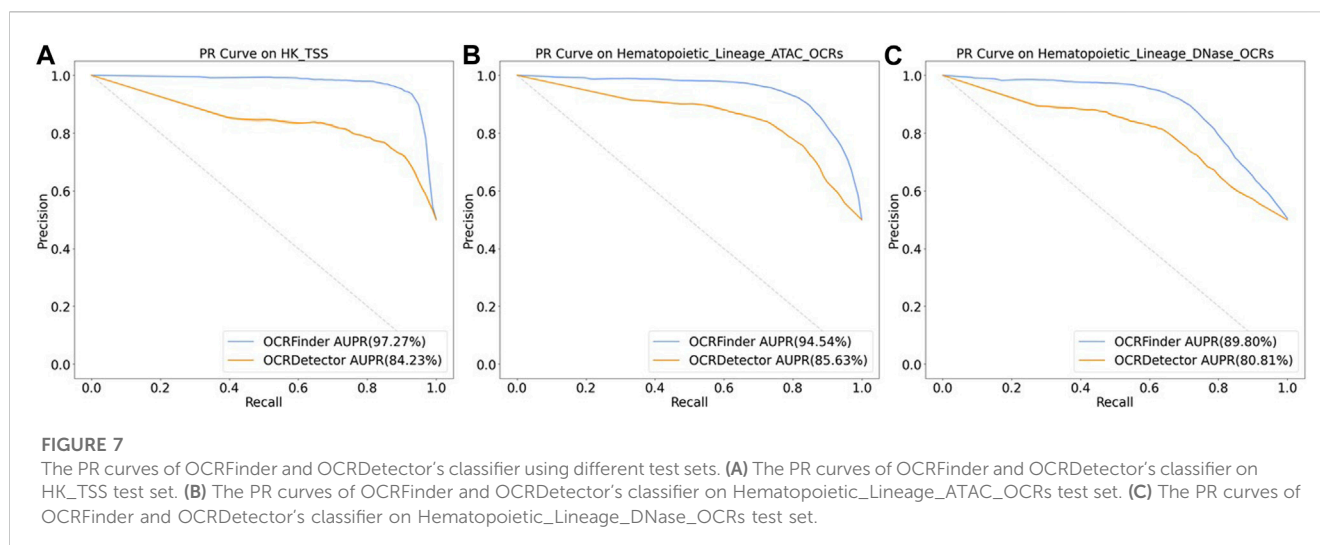 A
PR Curve on HK_TSS
1.0
0.8
0.6
0.4
0.2
0.0
Precision
0.0 0.2 0.4 0.6 0.8 1.0
Recall
OCRFinder AUPR(97.27%)
OCRDetector AUPR(84.23%)
B
PR Curve on Hematopoietic_Lineage_ATAC_OCRs
1.0
0.8
0.6
0.4
0.2
0.0
Precision
0.0 0.2 0.4 0.6 0.8 1.0
Recall
OCRFinder AUPR(94.54%)
OCRDetector AUPR(85.63%)
C
PR Curve on Hematopoietic_Lineage_DNase_OCRs
1.0
0.8
0.6
0.4
0.2
0.0
Precision
0.0 0.2 0.4 0.6 0.8 1.0
Recall
OCRFinder AUPR(89.80%)
OCRDetector AUPR(80.81%)
FIGURE 7
The PR curves of OCRFinder and OCRDetector's classifier using different test sets. (A) The PR curves of OCRFinder and OCRDetector's classifier on
HK_TSS test set. (B) The PR curves of OCRFinder and OCRDetector's classifier on Hematopoietic_Lineage_ATAC_OCRs test set. (C) The PR curves of
OCRFinder and OCRDetector's classifier on Hematopoietic_Lineage_DNase_OCRs test set.